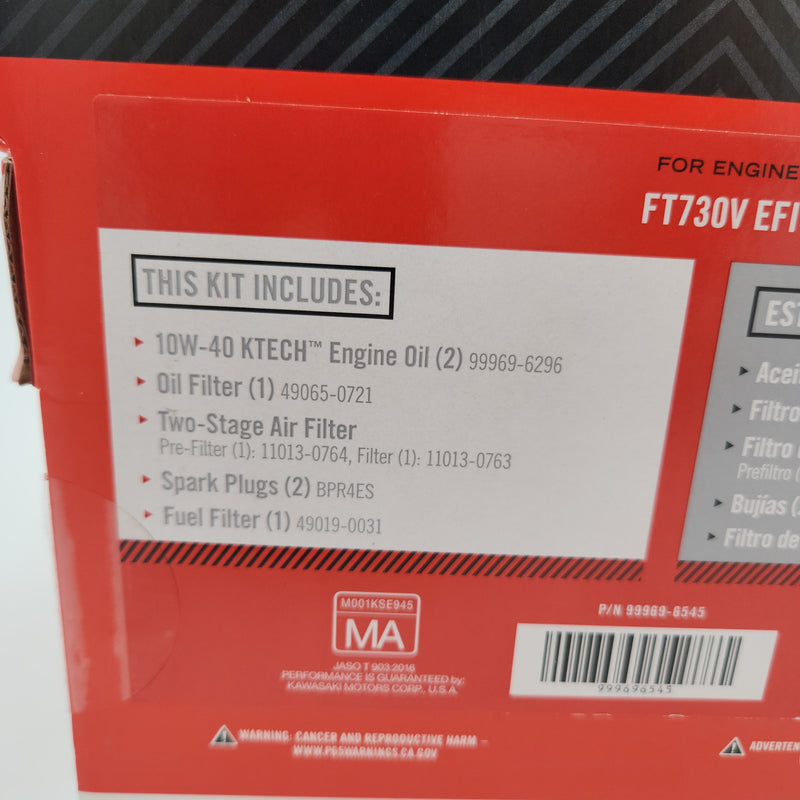 FOR ENGINE
FT730V EFI
THIS KIT INCLUDES:
10W-40 KTECH™ Engine Oil (2) 99969-6296
Oil Filter (1) 49065-0721
Two-Stage Air Filter
Pre-Filter (1): 11013-0764, Filter (1): 11013-0763
Spark Plugs (2) BPR4ES
Fuel Filter (1) 49019-0031
EST
Acei
Filtro
Filtro
Prefiltro (
Bujías (
Filtro de
M001KSE945
MA
JASO T 903:2016
PERFORMANCE IS GUARANTEED by:
KAWASAKI MOTORS CORP., U.S.A.
P/N 99969-6545
999696545
WARNING: CANCER AND REPRODUCTIVE HARM –
WWW.P65WARNINGS.CA.GOV
ADVERTEN